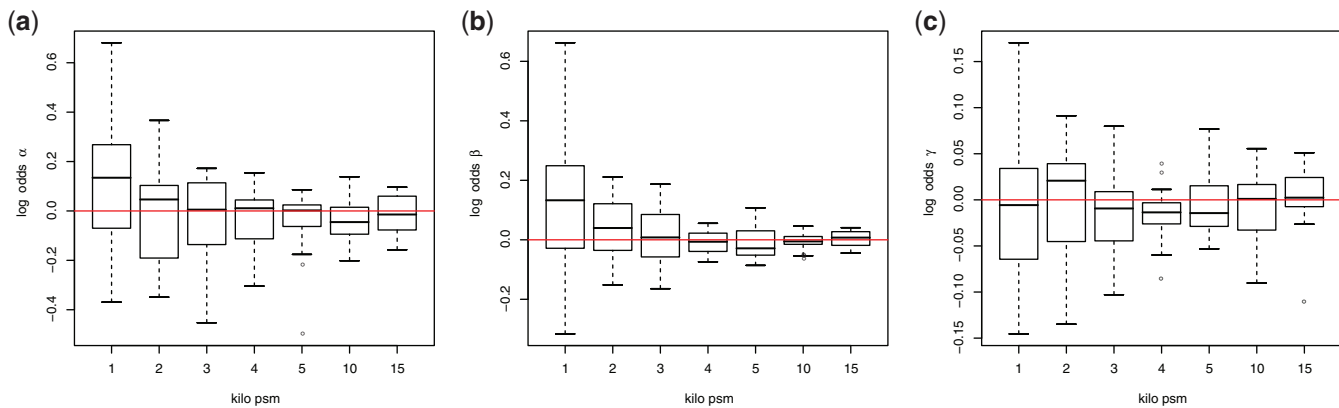 (a)
log odds α
0.6
0.4
0.2
0.0
−0.2
−0.4
1 2 3 4 5 10 15
kilo psm
(b)
log odds β
0.6
0.4
0.2
0.0
−0.2
1 2 3 4 5 10 15
kilo psm
(c)
log odds γ
0.15
0.10
0.05
0.00
−0.05
−0.10
−0.15
1 2 3 4 5 10 15
kilo psm